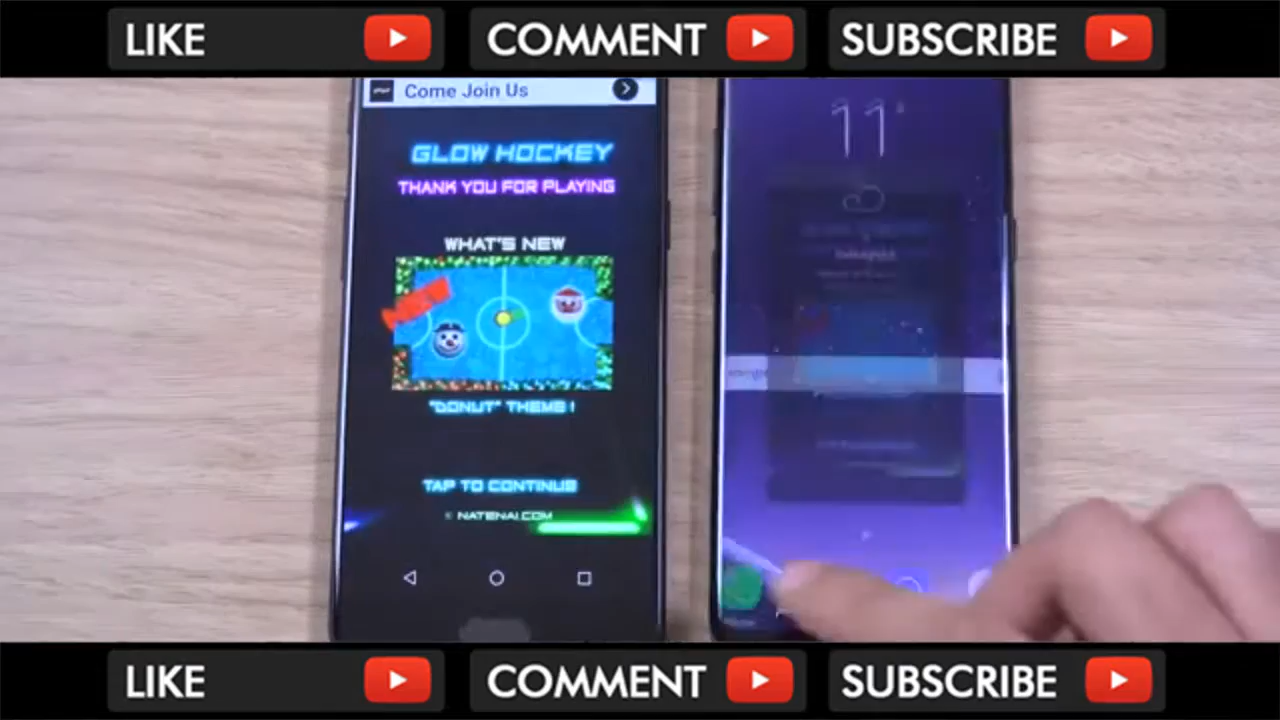 LIKE
COMMENT
SUBSCRIBE
Come Join Us
GLOW HOCKEY
THANK YOU FOR PLAYING
WHAT'S NEW
"DONUT" THEME !
TAP TO CONTINUE
© NATENAI.COM
11°
LIKE
COMMENT
SUBSCRIBE